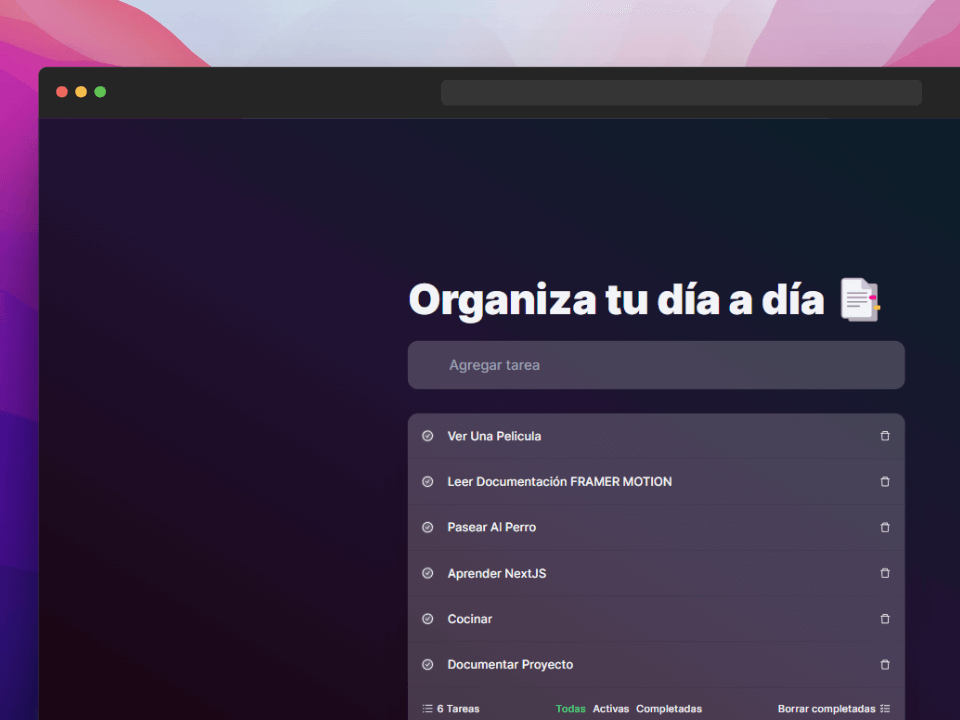 Organiza tu día a día
Agregar tarea
Ver Una Pelicula
Leer Documentación FRAMER MOTION
Pasear Al Perro
Aprender NextJS
Cocinar
Documentar Proyecto
6 Tareas Todas Activas Completadas Borrar completadas